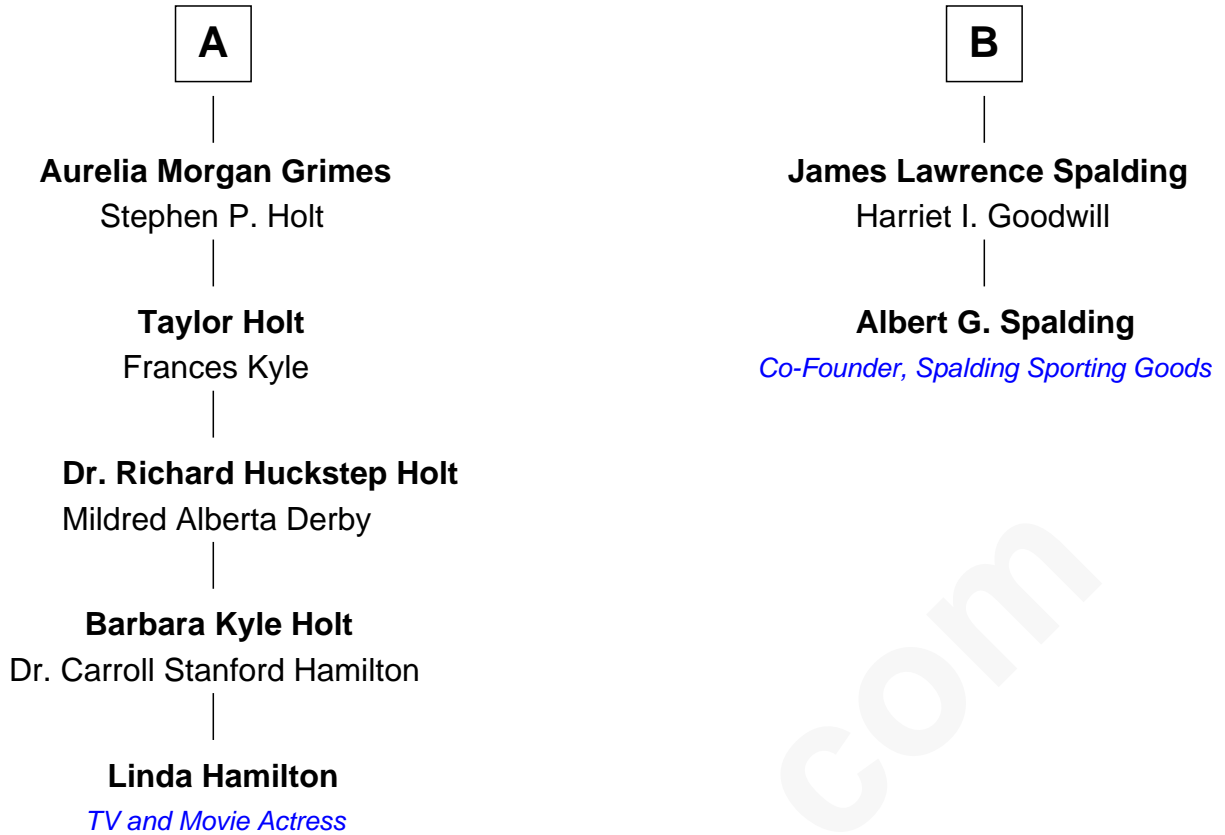 A
Aurelia Morgan Grimes
Stephen P. Holt
Taylor Holt
Frances Kyle
Dr. Richard Huckstep Holt
Mildred Alberta Derby
Barbara Kyle Holt
Dr. Carroll Stanford Hamilton
Linda Hamilton
TV and Movie Actress
B
James Lawrence Spalding
Harriet I. Goodwill
Albert G. Spalding
Co-Founder, Spalding Sporting Goods
com